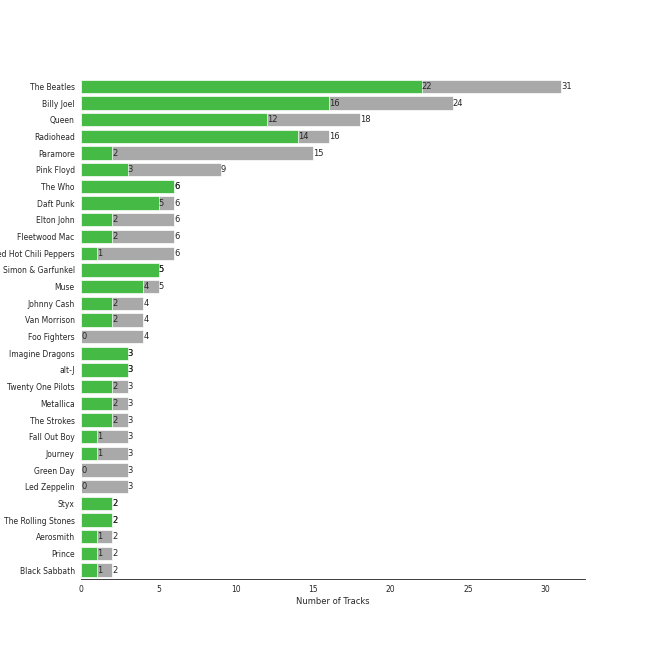 The Beatles 22 31
Billy Joel 16 24
Queen 12 18
Radiohead 14 16
Paramore 2 15
Pink Floyd 3 9
The Who 6 6
Daft Punk 5 6
Elton John 2 6
Fleetwood Mac 2 6
ed Hot Chili Peppers 1 6
Simon & Garfunkel 5 5
Muse 4 5
Johnny Cash 2 4
Van Morrison 2 4
Foo Fighters 0 4
Imagine Dragons 3 3
alt-J 3 3
Twenty One Pilots 2 3
Metallica 2 3
The Strokes 2 3
Fall Out Boy 1 3
Journey 1 3
Green Day 0 3
Led Zeppelin 0 3
Styx 2 2
The Rolling Stones 2 2
Aerosmith 1 2
Prince 1 2
Black Sabbath 1 2
0 5 10 15 20 25 30
Number of Tracks